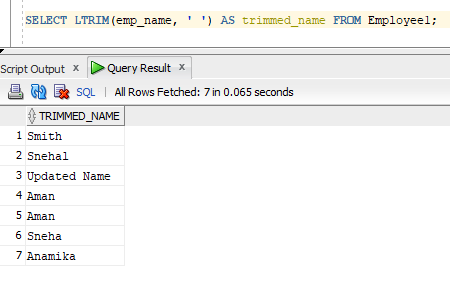 SELECT LTRIM(emp_name, ' ') AS trimmed_name FROM Employee1;
Script Output x Query Result x
SQL | All Rows Fetched: 7 in 0.065 seconds
TRIMMED_NAME
1 Smith
2 Snehal
3 Updated Name
4 Aman
5 Aman
6 Sneha
7 Anamika